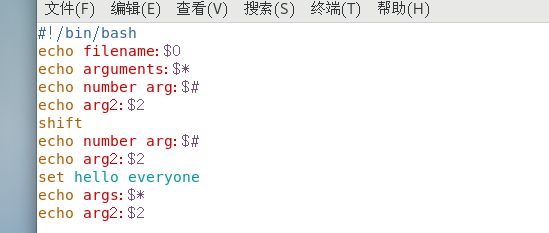 文件(F) 编辑(E) 查看(V) 搜索(S) 终端(T) 帮助(H)
#!/bin/bash
echo filename:$0
echo arguments:$*
echo number arg:$#
echo arg2:$2
shift
echo number arg:$#
echo arg2:$2
set hello everyone
echo args:$*
echo arg2:$2